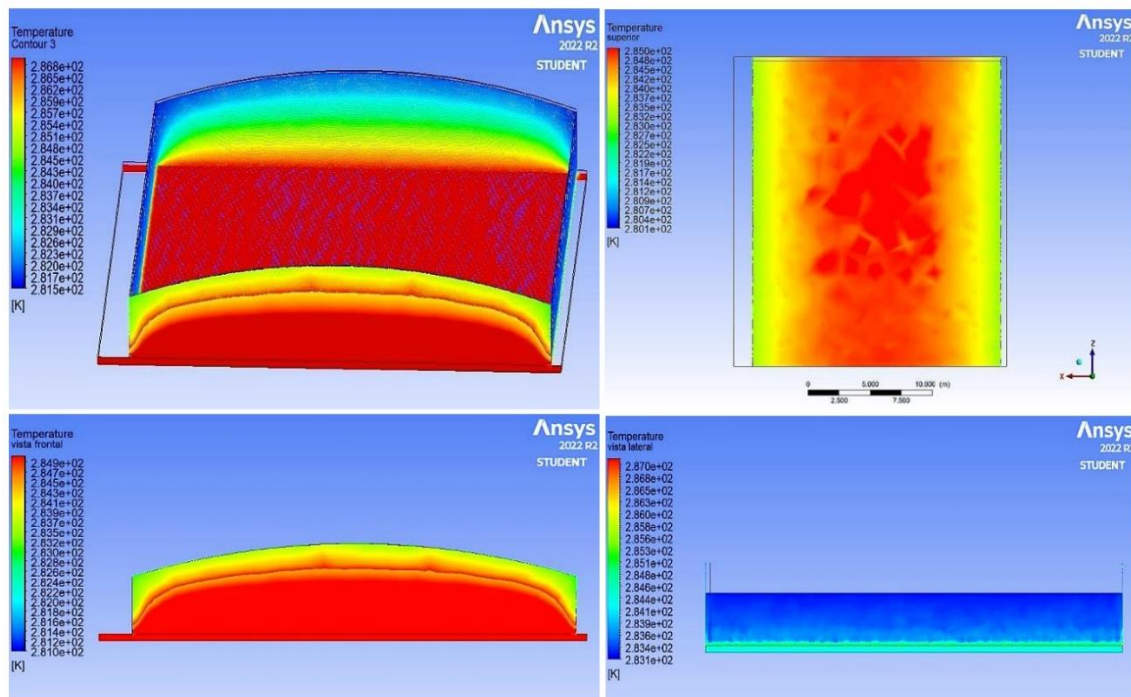 Temperature
Contour 3
2.868e+02
2.865e+02
2.862e+02
2.859e+02
2.857e+02
2.854e+02
2.851e+02
2.848e+02
2.845e+02
2.843e+02
2.840e+02
2.837e+02
2.834e+02
2.831e+02
2.829e+02
2.826e+02
2.823e+02
2.820e+02
2.817e+02
2.815e+02
[K]
Ansys
2022 R2
STUDENT
Temperature
superior
2.850e+02
2.848e+02
2.845e+02
2.842e+02
2.840e+02
2.837e+02
2.835e+02
2.832e+02
2.830e+02
2.827e+02
2.825e+02
2.822e+02
2.819e+02
2.817e+02
2.814e+02
2.812e+02
2.809e+02
2.807e+02
2.804e+02
2.801e+02
[K]
Ansys
2022 R2
STUDENT
0 5.000 10.000 (m)
2.500 7.500
Z
X
Temperature
vista frontal
2.849e+02
2.847e+02
2.845e+02
2.843e+02
2.841e+02
2.839e+02
2.837e+02
2.835e+02
2.832e+02
2.830e+02
2.828e+02
2.826e+02
2.824e+02
2.822e+02
2.820e+02
2.818e+02
2.816e+02
2.814e+02
2.812e+02
2.810e+02
[K]
Ansys
2022 R2
STUDENT
Temperature
vista lateral
2.870e+02
2.868e+02
2.865e+02
2.863e+02
2.860e+02
2.858e+02
2.856e+02
2.853e+02
2.851e+02
2.848e+02
2.846e+02
2.844e+02
2.841e+02
2.839e+02
2.836e+02
2.834e+02
2.831e+02
[K]
Ansys
2022 R2
STUDENT